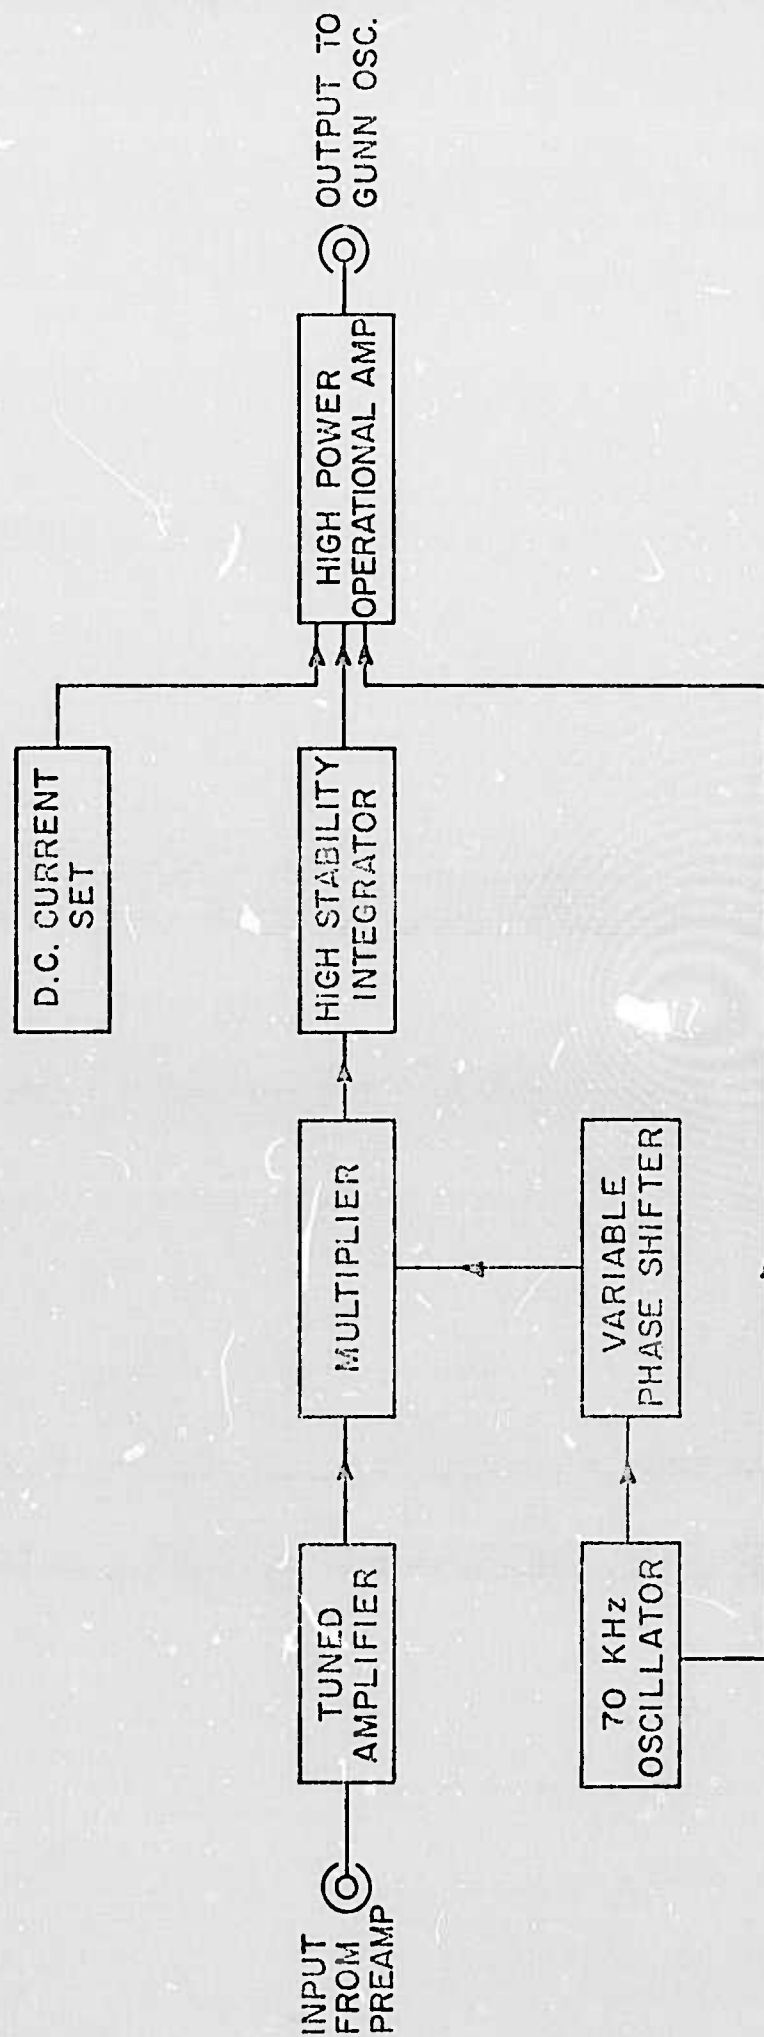 D.C. CURRENT
SET
INPUT
FROM
PREAMP
TUNED
AMPLIFIER
MULTIPLIER
HIGH STABILITY
INTEGRATOR
HIGH POWER
OPERATIONAL AMP
OUTPUT TO
GUNN OSC.
70 KHz
OSCILLATOR
VARIABLE
PHASE SHIFTER